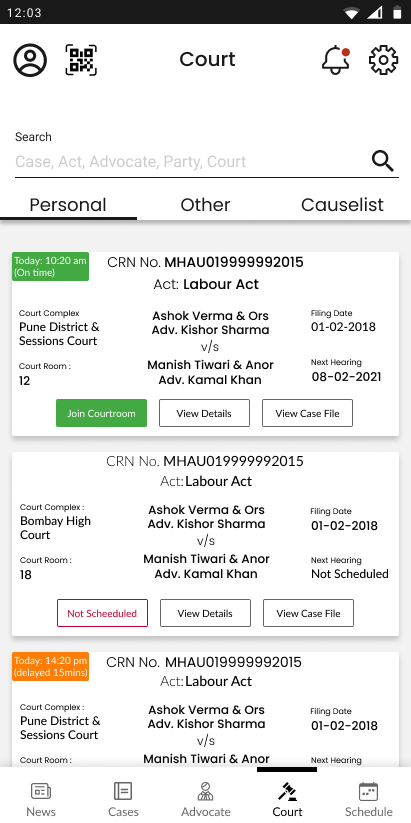 12:03
Court
Search
Case, Act, Advocate, Party, Court
Personal
Other
Causelist
Today: 10:20 am
(On time)
CRN No. MHAU019999992015
Act: Labour Act
Court Complex
Pune District &
Sessions Court
Court Room :
12
Ashok Verma & Ors
Adv. Kishor Sharma
v/s
Manish Tiwari & Anor
Adv. Kamal Khan
Filing Date
01-02-2018
Next Hearing
08-02-2021
Join Courtroom
View Details
View Case File
CRN No. MHAU019999992015
Act: Labour Act
Court Complex :
Bombay High
Court
Court Room :
18
Ashok Verma & Ors
Adv. Kishor Sharma
v/s
Manish Tiwari & Anor
Adv. Kamal Khan
Filing Date
01-02-2018
Next Hearing
Not Scheduled
Not Scheeduled
View Details
View Case File
Today: 14:20 pm
(delayed 15mins)
CRN No. MHAU019999992015
Act: Labour Act
Court Complex :
Pune District &
Sessions Court
Court Room :
Ashok Verma & Ors
Adv. Kishor Sharma
v/s
Manish Tiwari & Anor
Filing Date
01-02-2018
Next Hearing
News
Cases
Advocate
Court
Schedule